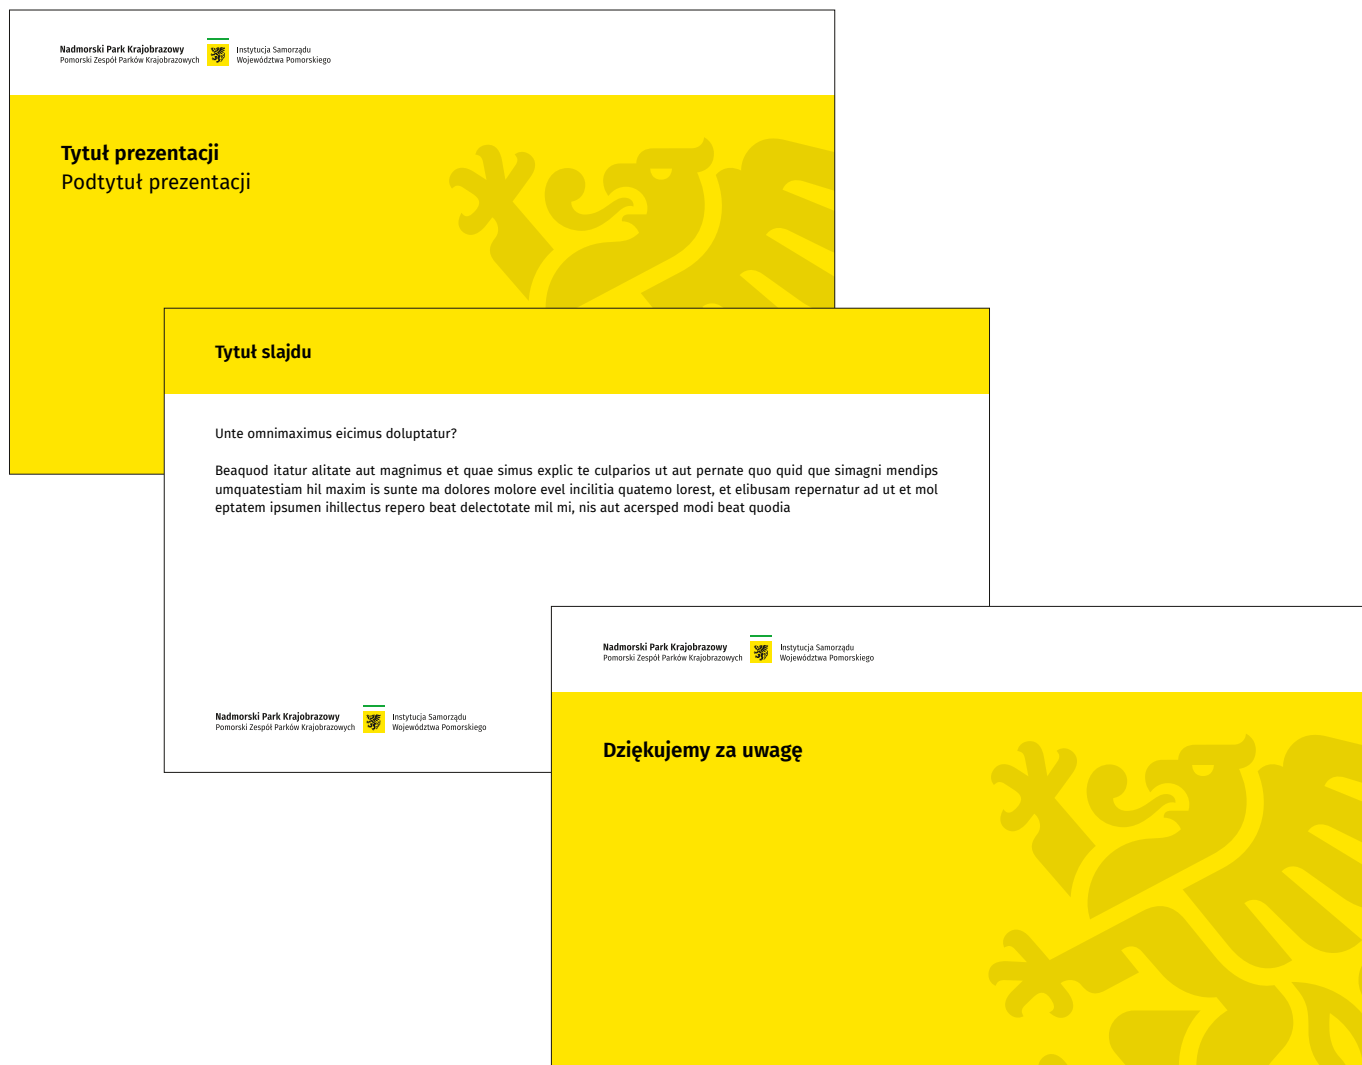 Nadmorski Park Krajobrazowy
Pomorski Zespół Parków Krajobrazowych
Instytucja Samorządu
Województwa Pomorskiego
Tytuł prezentacji
Podtytuł prezentacji
Tytuł slajdu
Unte omnimaximus eicimus doluptatur?
Beaquod itatur alitate aut magnimus et quae simus explic te culparios ut aut pernate quo quid que simagni mendips
umquatestiam hil maxim is sunte ma dolores molore evel incilitia quatemo lorest, et elibusam repernatur ad ut et mol
eptatem ipsumen ihillectus repero beat delectotate mil mi, nis aut acersped modi beat quodia
Nadmorski Park Krajobrazowy
Pomorski Zespół Parków Krajobrazowych
Instytucja Samorządu
Województwa Pomorskiego
Nadmorski Park Krajobrazowy
Pomorski Zespół Parków Krajobrazowych
Instytucja Samorządu
Województwa Pomorskiego
Dziękujemy za uwagę